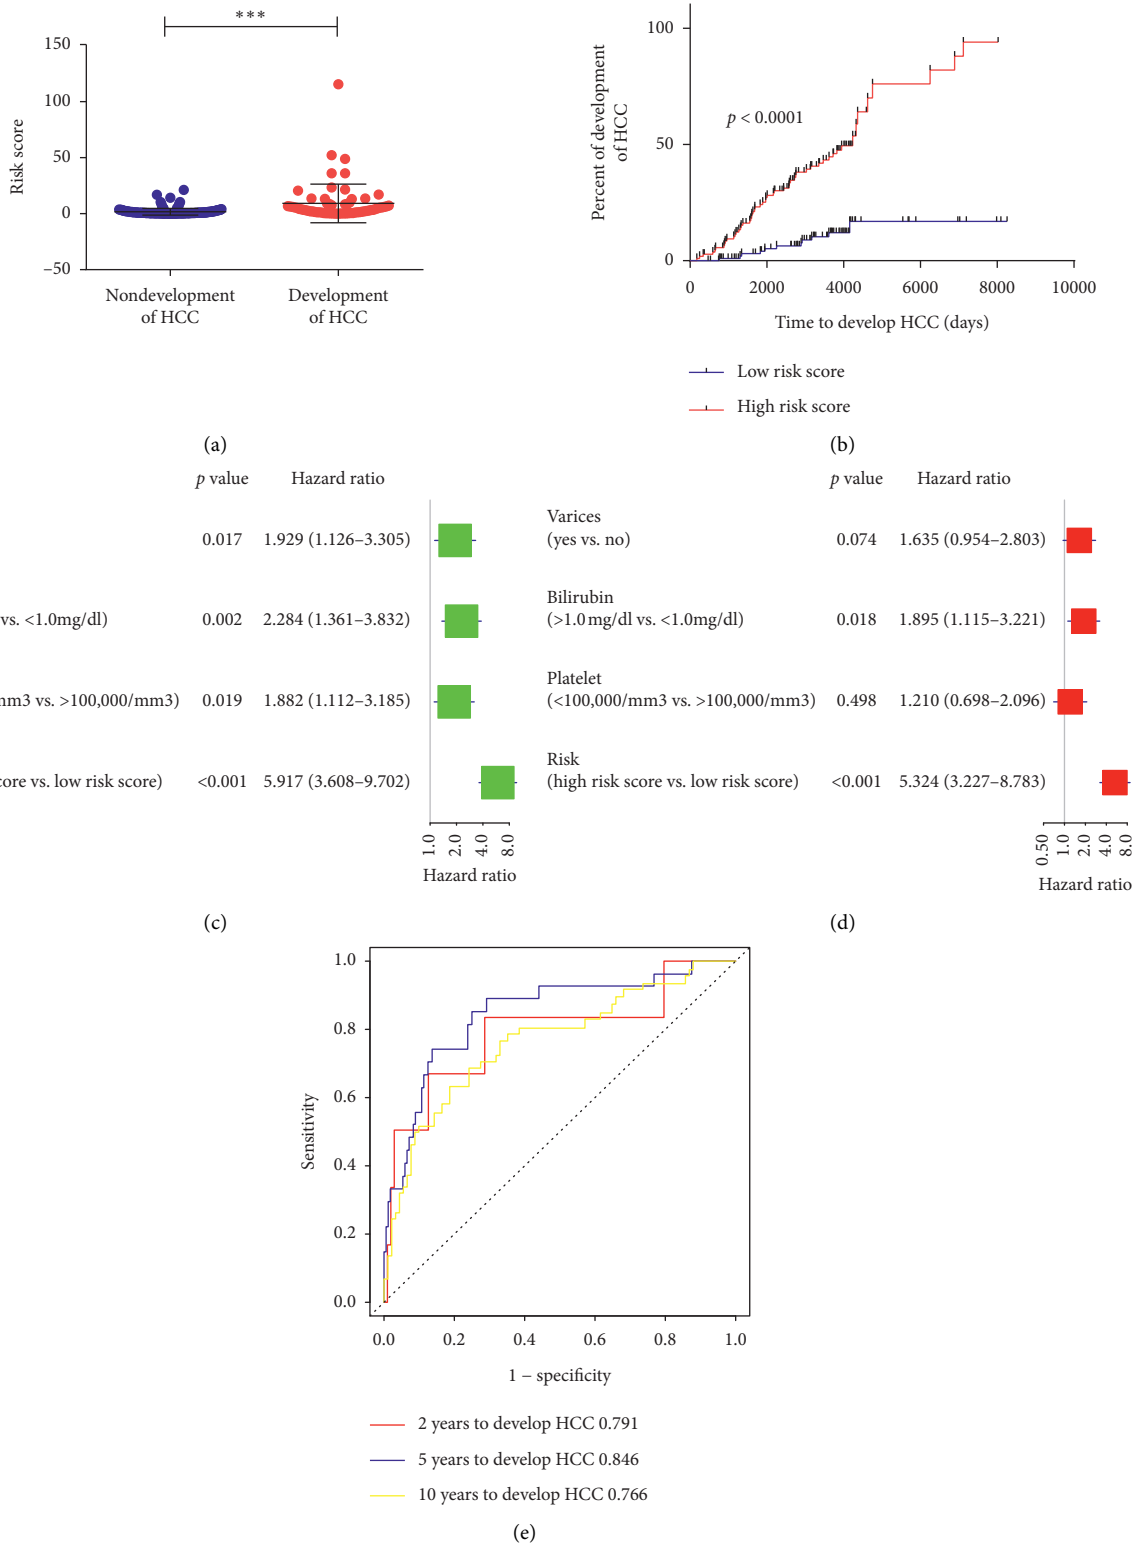 ***
150
100
50
0
−50
Risk score
Nondevelopment
of HCC
Development
of HCC
(a)
100
50
0
Percent of development
of HCC
p < 0.0001
0 2000 4000 6000 8000 10000
Time to develop HCC (days)
Low risk score
High risk score
(b)
p value Hazard ratio
0.017 1.929 (1.126–3.305)
vs. <1.0mg/dl) 0.002 2.284 (1.361–3.832)
mm3 vs. >100,000/mm3) 0.019 1.882 (1.112–3.185)
core vs. low risk score) <0.001 5.917 (3.608–9.702)
1.0 2.0 4.0 8.0
Hazard ratio
(c)
p value Hazard ratio
Varices
(yes vs. no) 0.074 1.635 (0.954–2.803)
Bilirubin
(>1.0 mg/dl vs. <1.0mg/dl) 0.018 1.895 (1.115–3.221)
Platelet
(<100,000/mm3 vs. >100,000/mm3) 0.498 1.210 (0.698–2.096)
Risk
(high risk score vs. low risk score) <0.001 5.324 (3.227–8.783)
0.50 1.0 2.0 4.0 8.0
Hazard ratio
(d)
1.0
0.8
0.6
0.4
0.2
0.0
Sensitivity
0.0 0.2 0.4 0.6 0.8 1.0
1 − specificity
2 years to develop HCC 0.791
5 years to develop HCC 0.846
10 years to develop HCC 0.766
(e)